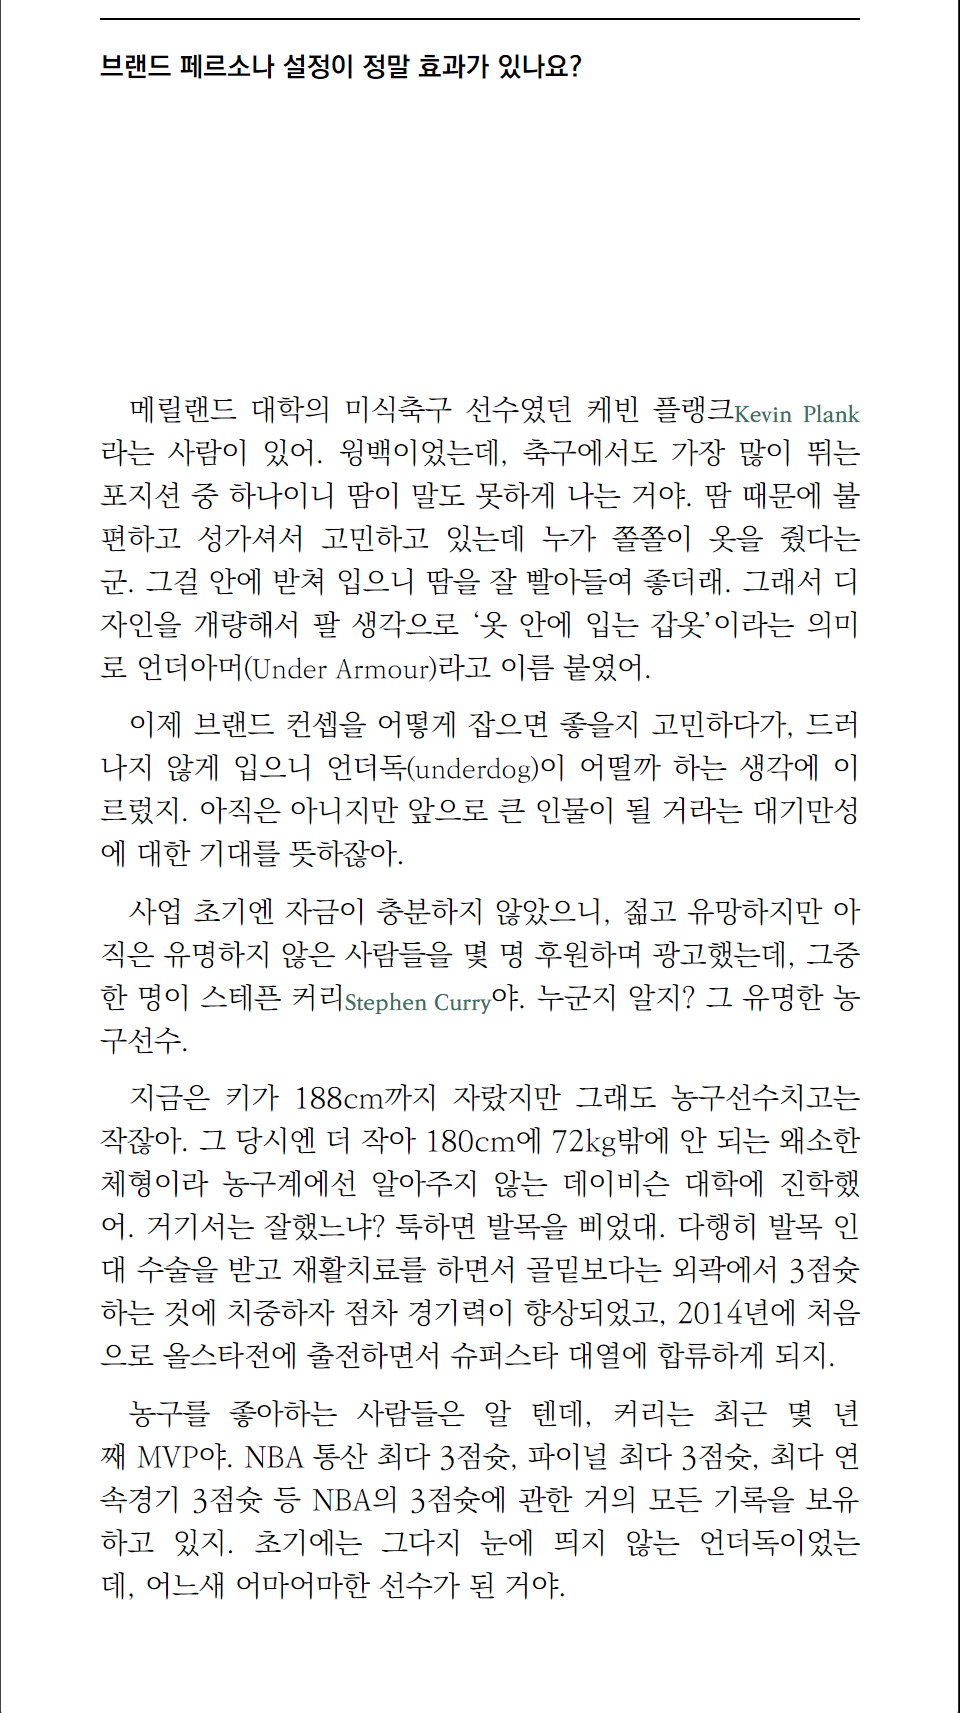 브랜드 페르소나 설정이 정말 효과가 있나요?
메릴랜드 대학의 미식축구 선수였던 케빈 플랭크Kevin Plank
라는 사람이 있어. 윙백이었는데, 축구에서도 가장 많이 뛰는
포지션 중 하나이니 땀이 말도 못하게 나는 거야. 땀 때문에 불
편하고 성가셔서 고민하고 있는데 누가 쫄쫄이 옷을 줬다는
군. 그걸 안에 받쳐 입으니 땀을 잘 빨아들여 좋더래. 그래서 디
자인을 개량해서 팔 생각으로 ‘옷 안에 입는 갑옷’이라는 의미
로 언더아머(Under Armour)라고 이름 붙였어.
이제 브랜드 컨셉을 어떻게 잡으면 좋을지 고민하다가, 드러
나지 않게 입으니 언더독(underdog)이 어떨까 하는 생각에 이
르렀지. 아직은 아니지만 앞으로 큰 인물이 될 거라는 대기만성
에 대한 기대를 뜻하잖아.
사업 초기엔 자금이 충분하지 않았으니, 젊고 유망하지만 아
직은 유명하지 않은 사람들을 몇 명 후원하며 광고했는데, 그중
한 명이 스테픈 커리Stephen Curry야. 누군지 알지? 그 유명한 농
구선수.
지금은 키가 188cm까지 자랐지만 그래도 농구선수치고는
작잖아. 그 당시엔 더 작아 180cm에 72kg밖에 안 되는 왜소한
체형이라 농구계에선 알아주지 않는 데이비슨 대학에 진학했
어. 거기서는 잘했느냐? 툭하면 발목을 삐었대. 다행히 발목 인
대 수술을 받고 재활치료를 하면서 골밑보다는 외곽에서 3점슛
하는 것에 치중하자 점차 경기력이 향상되었고, 2014년에 처음
으로 올스타전에 출전하면서 슈퍼스타 대열에 합류하게 되지.
농구를 좋아하는 사람들은 알 텐데, 커리는 최근 몇 년
째 MVP야. NBA 통산 최다 3점슛, 파이널 최다 3점슛, 최다 연
속경기 3점슛 등 NBA의 3점슛에 관한 거의 모든 기록을 보유
하고 있지. 초기에는 그다지 눈에 띄지 않는 언더독이었는
데, 어느새 어마어마한 선수가 된 거야.